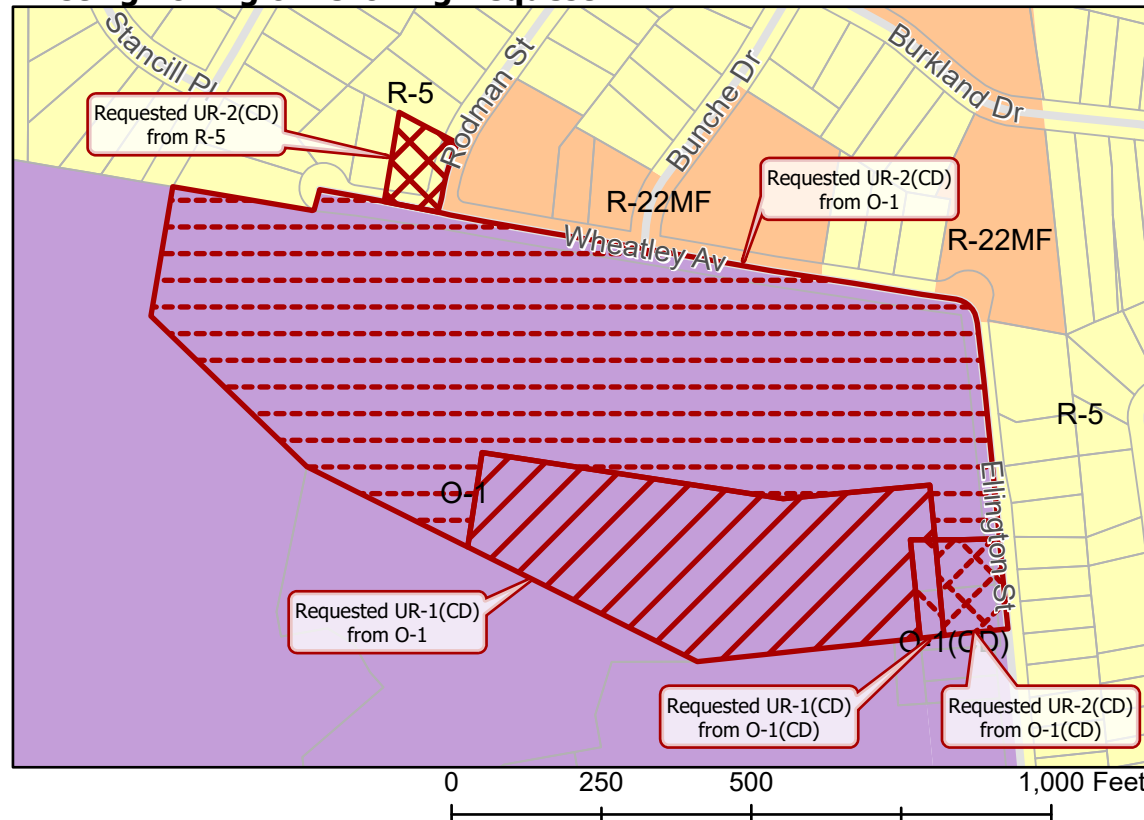 Stancill Pl
R-5
Rodman St
Bunche Dr
Burkland Dr
Requested UR-2(CD)
from R-5
Requested UR-2(CD)
from O-1
R-22MF
R-22MF
Wheatley Av
R-5
O-1
Ellington St
Requested UR-1(CD)
from O-1
O-1(CD)
Requested UR-1(CD)
from O-1(CD)
Requested UR-2(CD)
from O-1(CD)
0 250 500 1,000 Feet